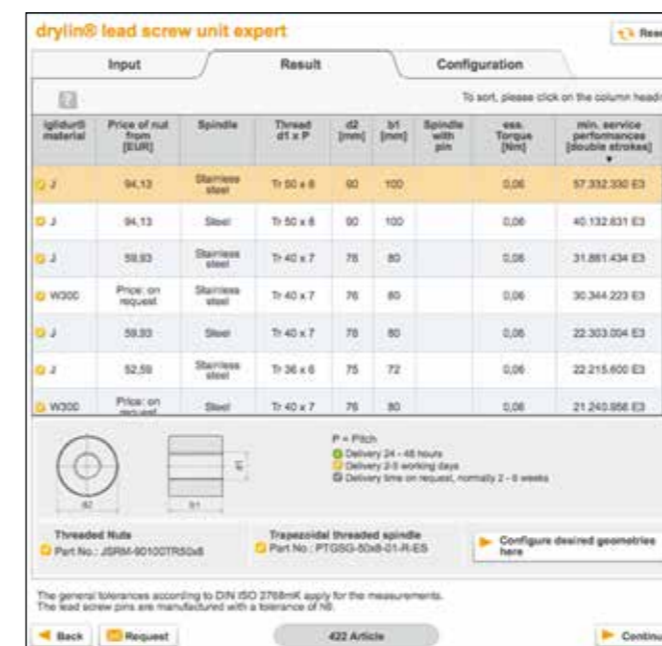 drylin® lead screw unit expert
Input
Result
Configuration
?
To sort, please click on the column
iglidur®
material
Price of nut
from
[EUR]
Spindle
Thread
d1 x P
d2
[mm]
b1
[mm]
Spindle
with
pin
ess.
Torque
[Nm]
min. service
performances
[double strokes]
J 94,13 Stainless steel Tr 50 x 8 90 100 0,06 57.332.330 E3
J 94,13 Steel Tr 50 x 8 90 100 0,06 40.132.631 E3
J 59,93 Stainless steel Tr 40 x 7 76 80 0,06 31.861.434 E3
W300 Price: on request Stainless steel Tr 40 x 7 76 80 0,06 30.344.223 E3
J 59,93 Steel Tr 40 x 7 76 80 0,06 22.303.004 E3
J 52,59 Stainless steel Tr 36 x 6 75 72 0,06 22.215.600 E3
W300 Price: on request Steel Tr 40 x 7 76 80 0,06 21.240.956 E3
P = Pitch
Delivery 24 - 48 hours
Delivery 2-5 working days
Delivery time on request, normally 2 - 6 weeks
d2
b1
d1
Threaded Nuts
Part No.: JSRM-90100TR50x8
Trapezoidal threaded spindle
Part No.: PTGSG-50x8-01-R-ES
Configure desired geometries
here
The general tolerances according to DIN ISO 2768mK apply for the measurements.
The lead screw pins are manufactured with a tolerance of h9.
Back
Request
422 Article